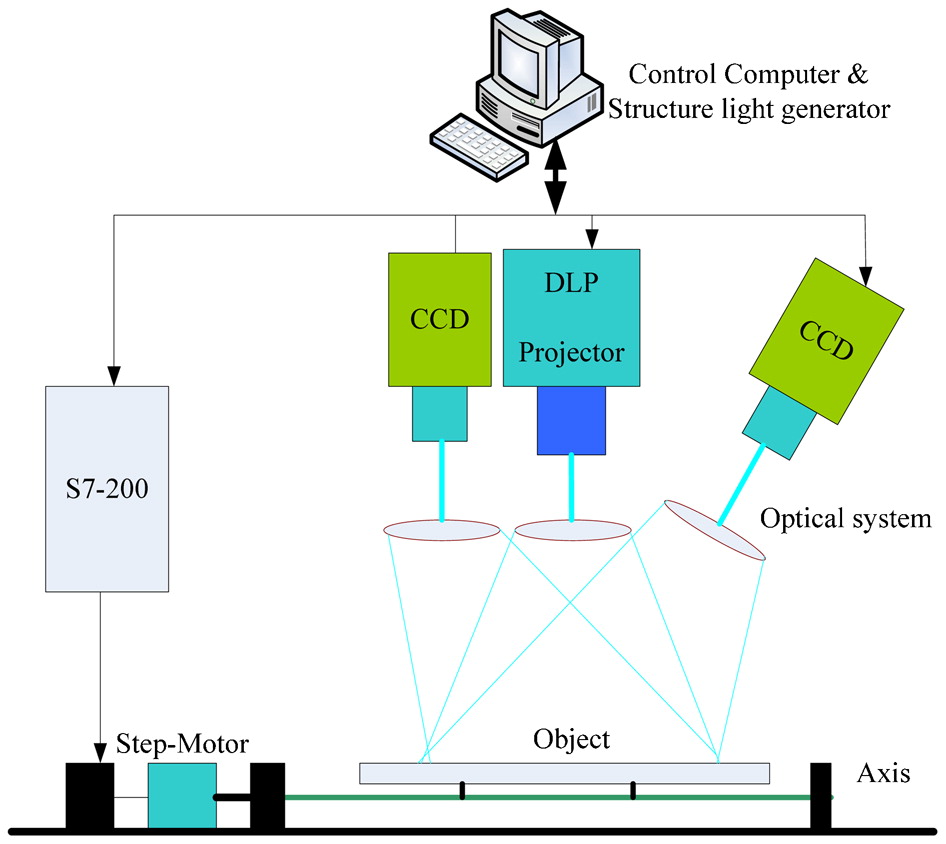 Control Computer &
Structure light generator
CCD
DLP
Projector
CCD
S7-200
Optical system
Step-Motor
Object
Axis